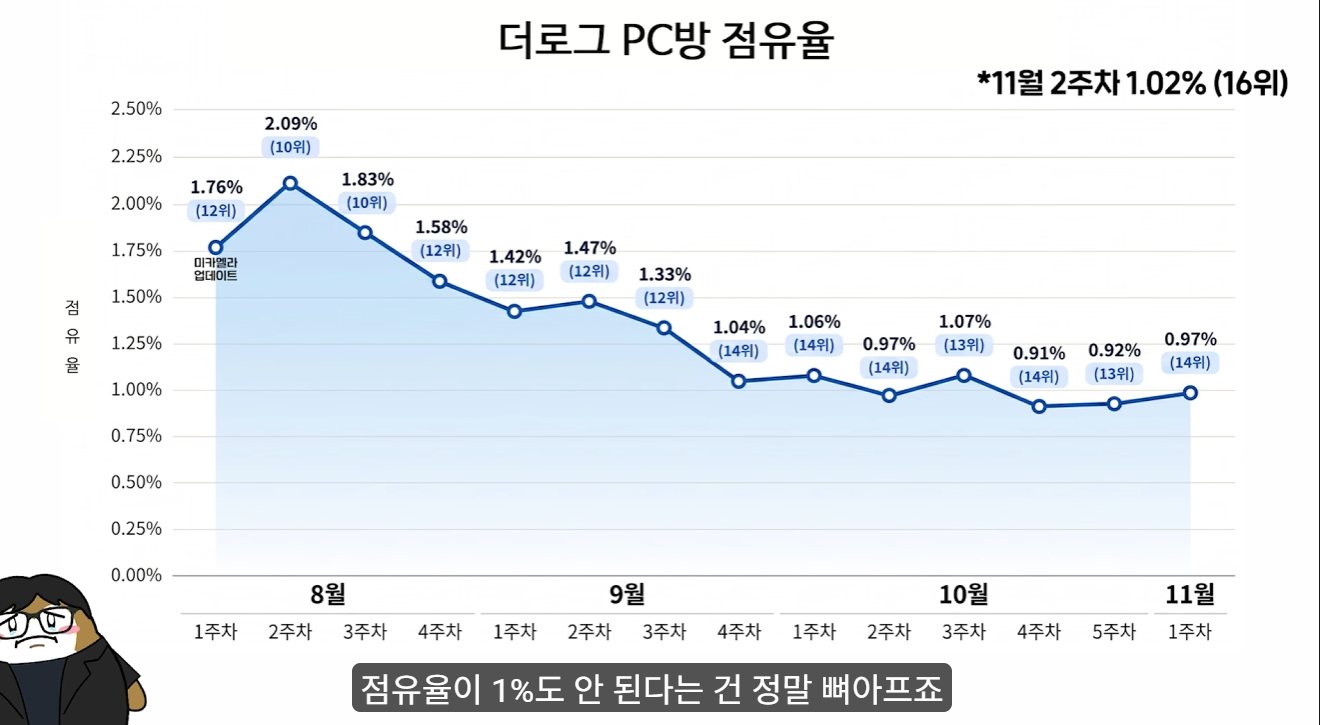 더로그 PC방 점유율
*11월 2주차 1.02% (16위)
2.50%
2.25%
2.00%
1.75%
1.50%
1.25%
1.00%
0.75%
0.50%
0.25%
0.00%
점
유
율
1.76%
(12위)
미카엘라
업데이트
2.09%
(10위)
1.83%
(10위)
1.58%
(12위)
1.42%
(12위)
1.47%
(12위)
1.33%
(12위)
1.04%
(14위)
1.06%
(14위)
0.97%
(14위)
1.07%
(13위)
0.91%
(14위)
0.92%
(13위)
0.97%
(14위)
8월 9월 10월 11월
1주차 2주차 3주차 4주차 1주차 2주차 3주차 4주차 1주차 2주차 3주차 4주차 5주차 1주차
점유율이 1%도 안 된다는 건 정말 뼈아프죠